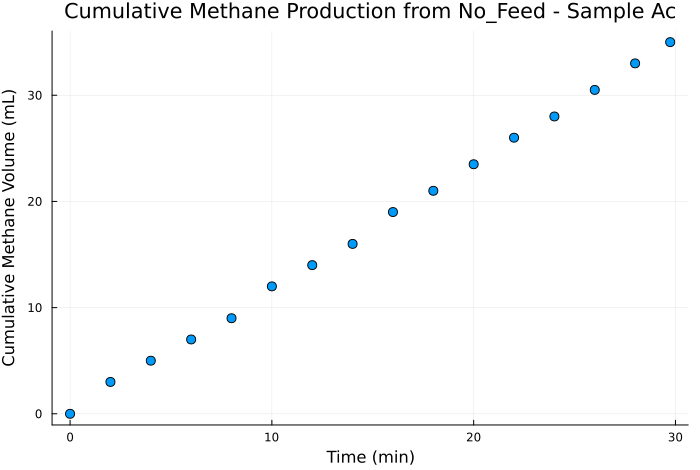 Cumulative Methane Production from No_Feed - Sample Ac
Cumulative Methane Volume (mL)
30
20
10
0
0 10 20 30
Time (min)